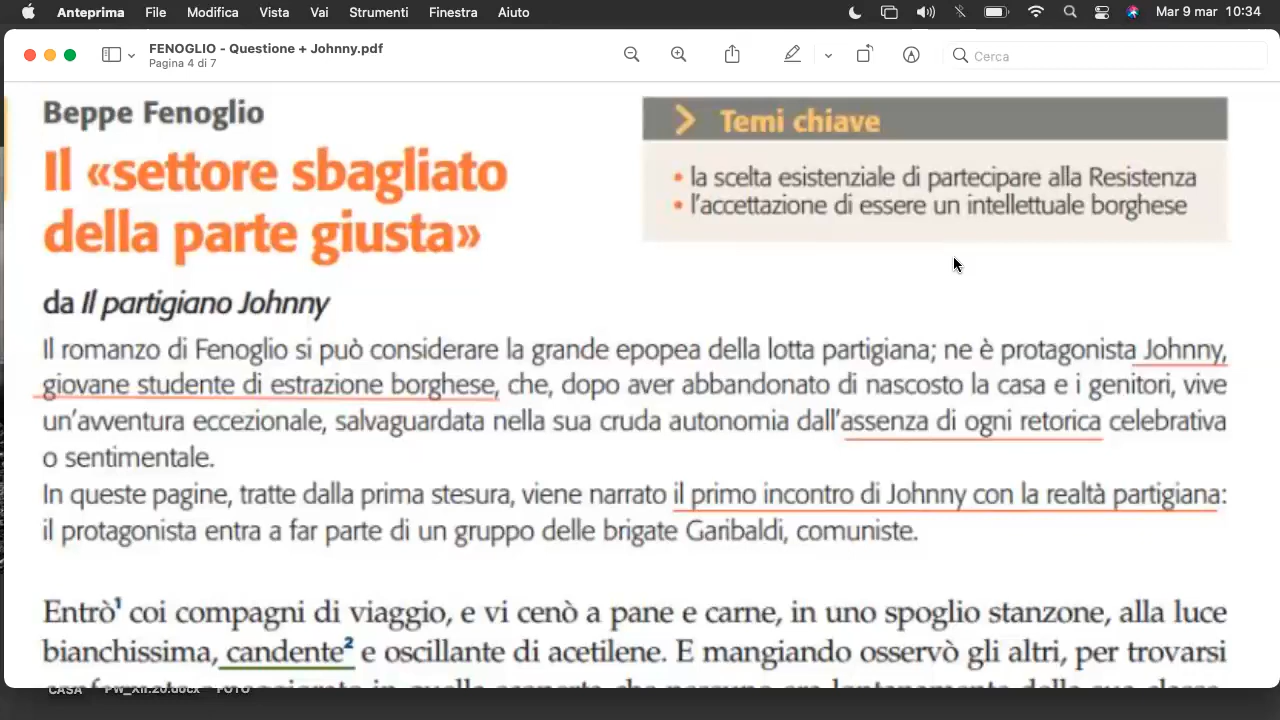 Anteprima File Modifica Vista Vai Strumenti Finestra Aiuto Mar 9 mar 10:34
FENOGLIO - Questione + Johnny.pdf
Pagina 4 di 7
Cerca
Beppe Fenoglio
Il «settore sbagliato
della parte giusta»
da Il partigiano Johnny
Temi chiave
• la scelta esistenziale di partecipare alla Resistenza
• l'accettazione di essere un intellettuale borghese
Il romanzo di Fenoglio si può considerare la grande epopea della lotta partigiana; ne è protagonista Johnny,
giovane studente di estrazione borghese, che, dopo aver abbandonato di nascosto la casa e i genitori, vive
un'avventura eccezionale, salvaguardata nella sua cruda autonomia dall'assenza di ogni retorica celebrativa
o sentimentale.
In queste pagine, tratte dalla prima stesura, viene narrato il primo incontro di Johnny con la realtà partigiana:
il protagonista entra a far parte di un gruppo delle brigate Garibaldi, comuniste.
Entrò¹ coi compagni di viaggio, e vi cenò a pane e carne, in uno spoglio stanzone, alla luce
bianchissima, candente² e oscillante di acetilene. E mangiando osservò gli altri, per trovarsi
CASA PW_XII.20.docx FOTO